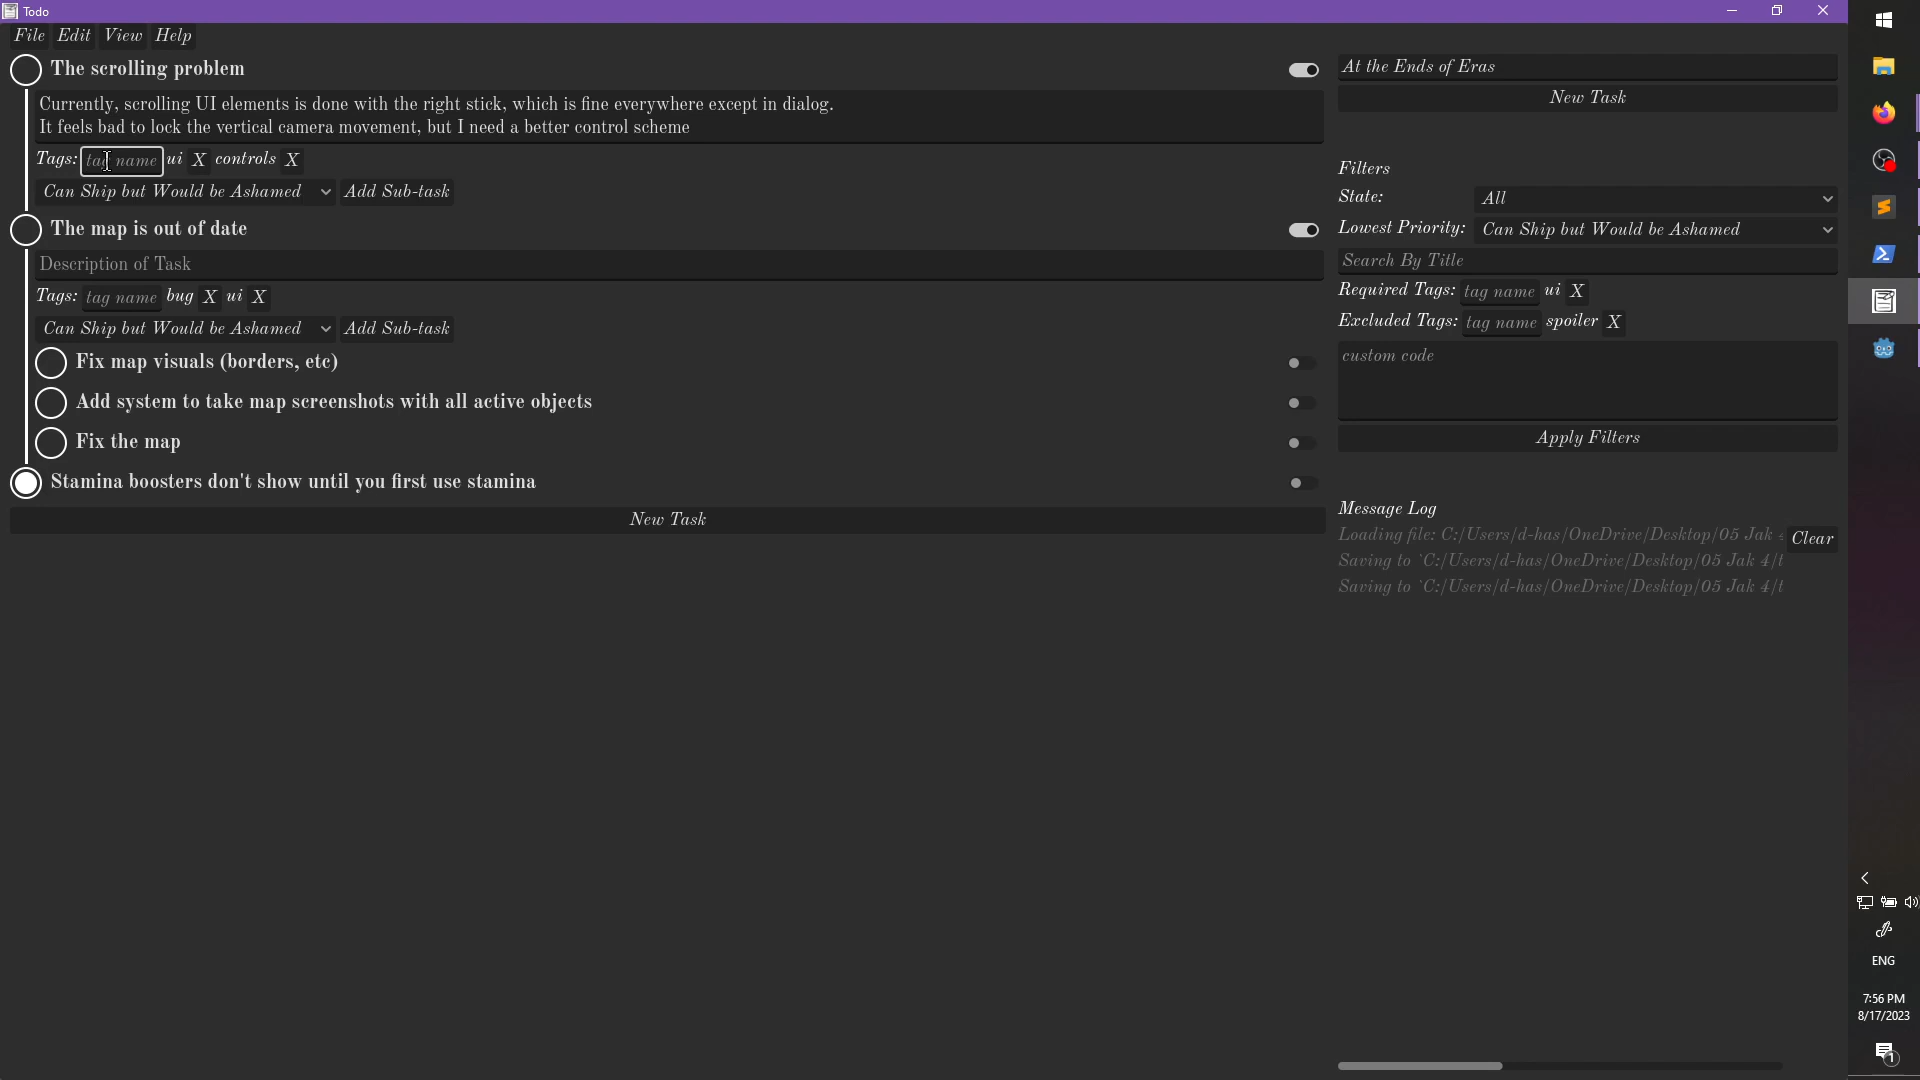 Todo
File Edit View Help
The scrolling problem
Currently, scrolling UI elements is done with the right stick, which is fine everywhere except in dialog.
It feels bad to lock the vertical camera movement, but I need a better control scheme
Tags: tag name ui X controls X
Can Ship but Would be Ashamed Add Sub-task
The map is out of date
Description of Task
Tags: tag name bug X ui X
Can Ship but Would be Ashamed Add Sub-task
Fix map visuals (borders, etc)
Add system to take map screenshots with all active objects
Fix the map
Stamina boosters don't show until you first use stamina
New Task
At the Ends of Eras
New Task
Filters
State: All
Lowest Priority: Can Ship but Would be Ashamed
Search By Title
Required Tags: tag name ui X
Excluded Tags: tag name spoiler X
custom code
Apply Filters
Message Log
Loading file: C:/Users/d-has/OneDrive/Desktop/05 Jak 4
Clear
Saving to `C:/Users/d-has/OneDrive/Desktop/05 Jak 4/t
Saving to `C:/Users/d-has/OneDrive/Desktop/05 Jak 4/t
ENG
7:56 PM
8/17/2023
1